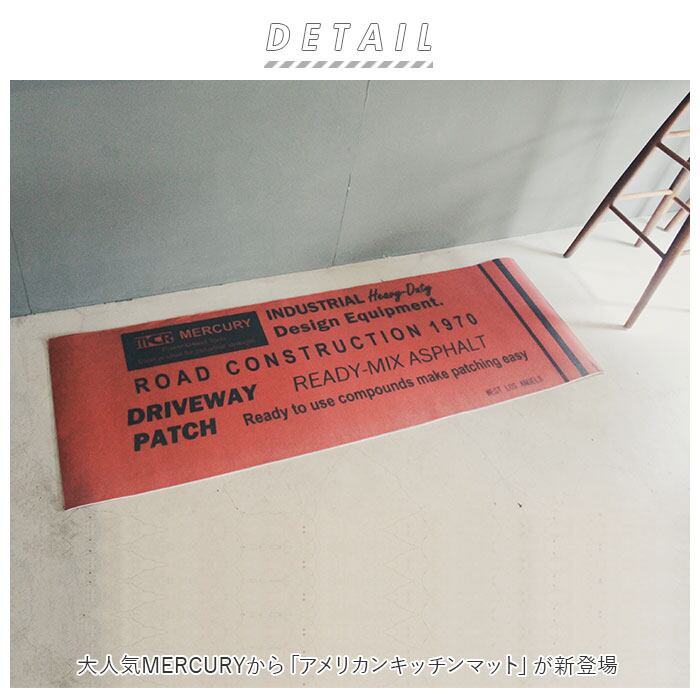 DETAIL
MCR MERCURY
INDUSTRIAL Heavy-Duty
Design Equipment.
ROAD CONSTRUCTION 1970
DRIVEWAY
PATCH
READY-MIX ASPHALT
Ready to use compounds make patching easy
WEST LOS ANGELS
大人気MERCURYから「アメリカンキッチンマット」が新登場